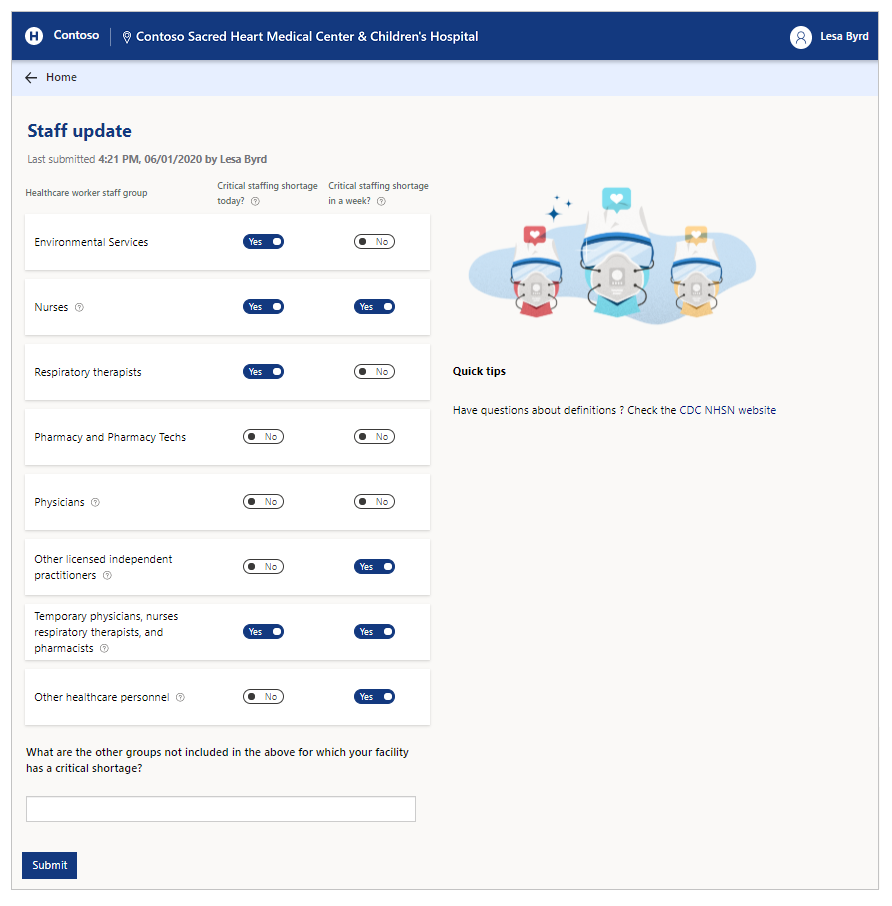 H Contoso Contoso Sacred Heart Medical Center & Children's Hospital Lesa Byrd
Home
Staff update
Last submitted 4:21 PM, 06/01/2020 by Lesa Byrd
Healthcare worker staff group
Critical staffing shortage
today? ?
Critical staffing shortage
in a week? ?
Environmental Services Yes No
Nurses ? Yes Yes
Respiratory therapists Yes No
Pharmacy and Pharmacy Techs No No
Physicians ? No No
Other licensed independent
practitioners ? No Yes
Temporary physicians, nurses
respiratory therapists, and
pharmacists ? Yes Yes
Other healthcare personnel ? No Yes
What are the other groups not included in the above for which your facility
has a critical shortage?
Submit
Quick tips
Have questions about definitions ? Check the CDC NHSN website